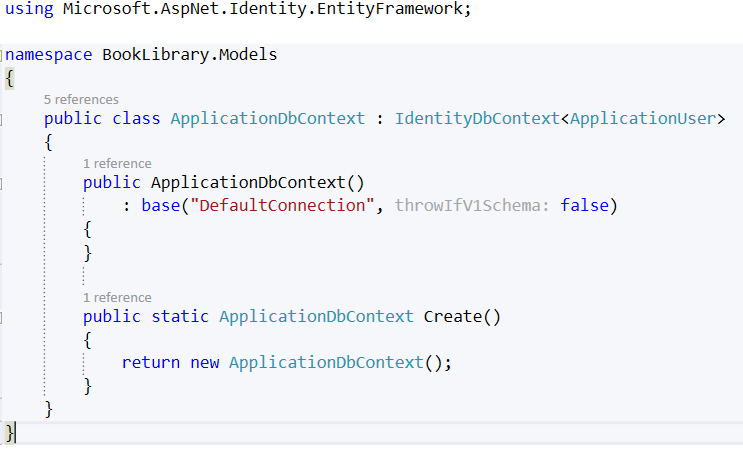 using Microsoft.AspNet.Identity.EntityFramework;
namespace BookLibrary.Models
{
5 references
public class ApplicationDbContext : IdentityDbContext<ApplicationUser>
{
1 reference
public ApplicationDbContext()
: base("DefaultConnection", throwIfV1Schema: false)
{
}
1 reference
public static ApplicationDbContext Create()
{
return new ApplicationDbContext();
}
}
}